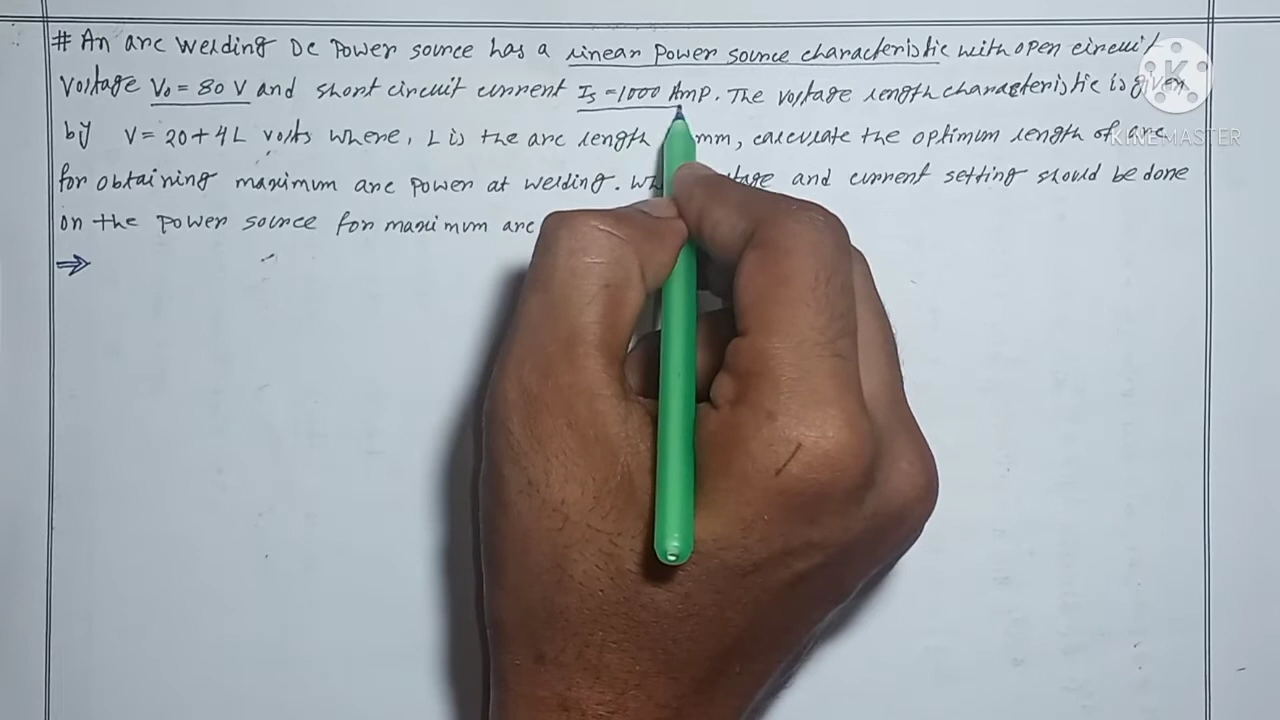 # An arc Welding DC Power source has a linear power source characteristic with open circuit
Voltage V₀ = 80 V and short circuit current Iₛ = 1000 Amp. The voltage length characteristic is given
by V = 20 + 4L volts where, L is the arc length mm, calculate the optimum length of arc
for obtaining maximum arc power at welding. and current setting should be done
on the power source for maximum arc
⇒
K
KINEMASTER